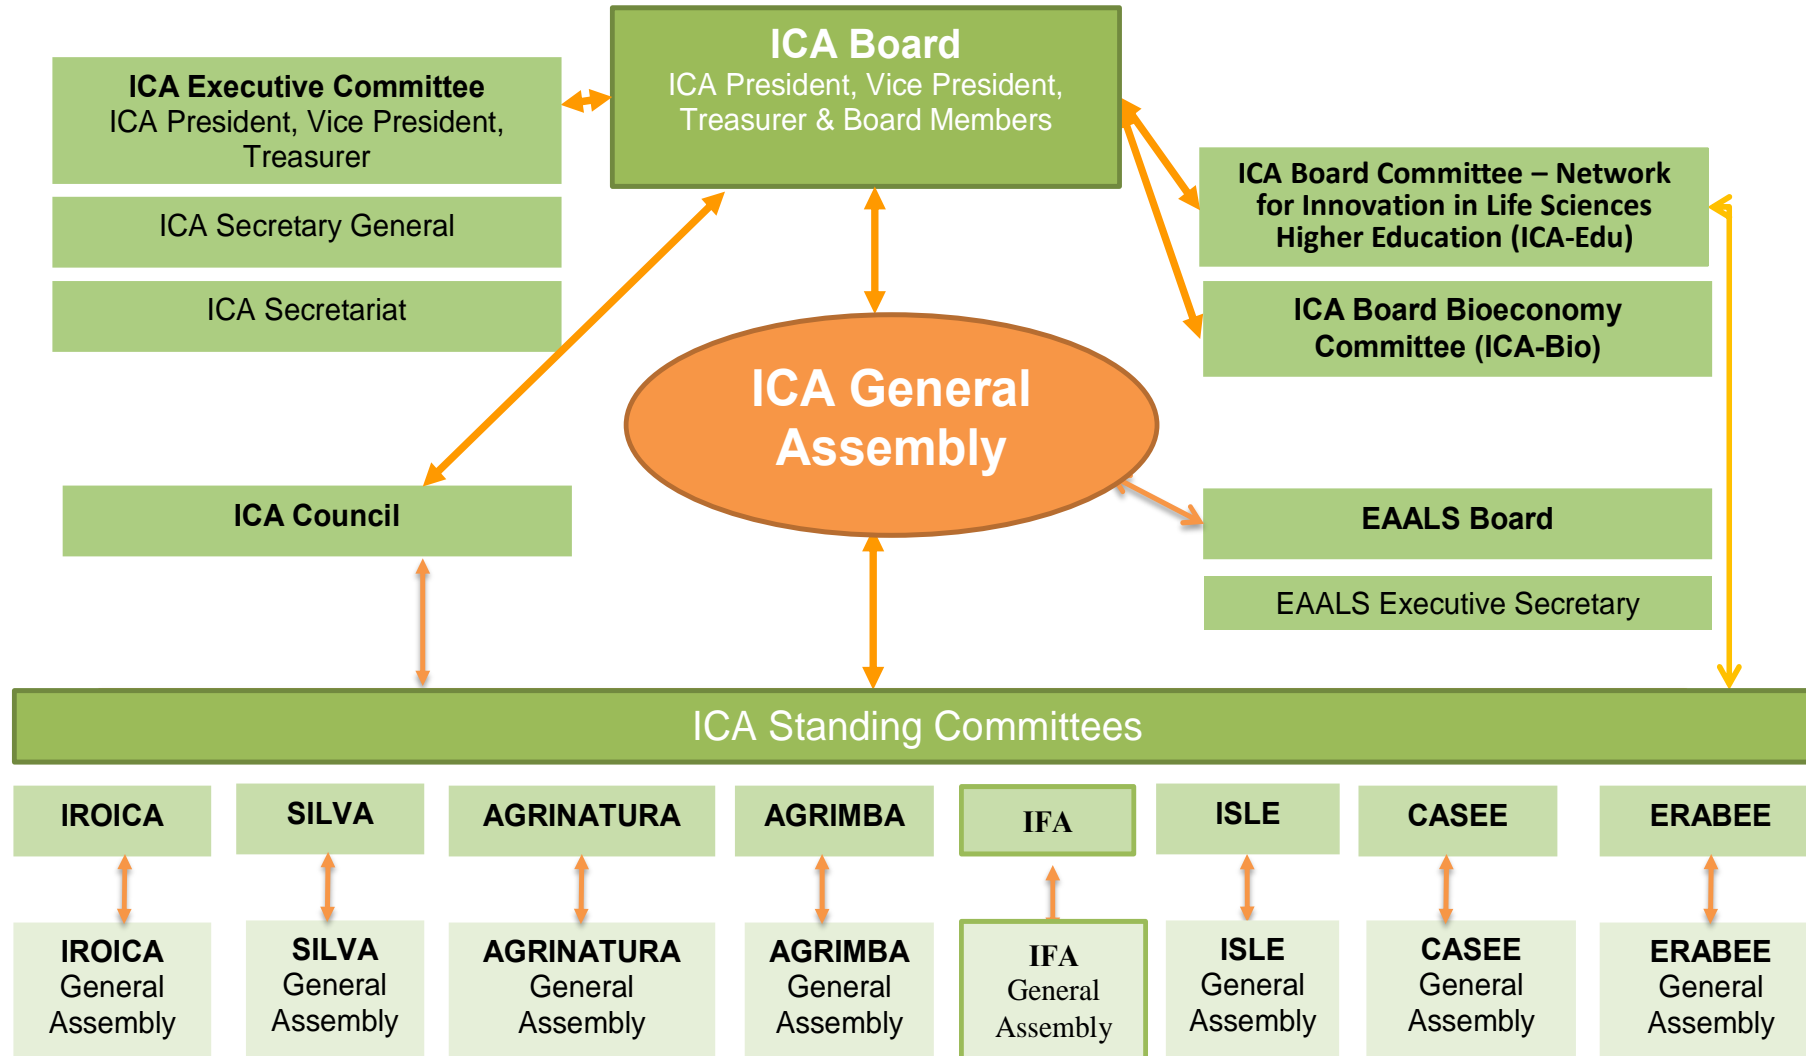 ICA Board
ICA President, Vice President,
Treasurer & Board Members
ICA Executive Committee
ICA President, Vice President,
Treasurer
ICA Secretary General
ICA Secretariat
ICA Board Committee – Network
for Innovation in Life Sciences
Higher Education (ICA-Edu)
ICA Board Bioeconomy
Committee (ICA-Bio)
ICA General
Assembly
ICA Council
EAALS Board
EAALS Executive Secretary
ICA Standing Committees
IROICA
SILVA
AGRINATURA
AGRIMBA
IFA
ISLE
CASEE
ERABEE
IROICA
General
Assembly
SILVA
General
Assembly
AGRINATURA
General
Assembly
AGRIMBA
General
Assembly
IFA
General
Assembly
ISLE
General
Assembly
CASEE
General
Assembly
ERABEE
General
Assembly